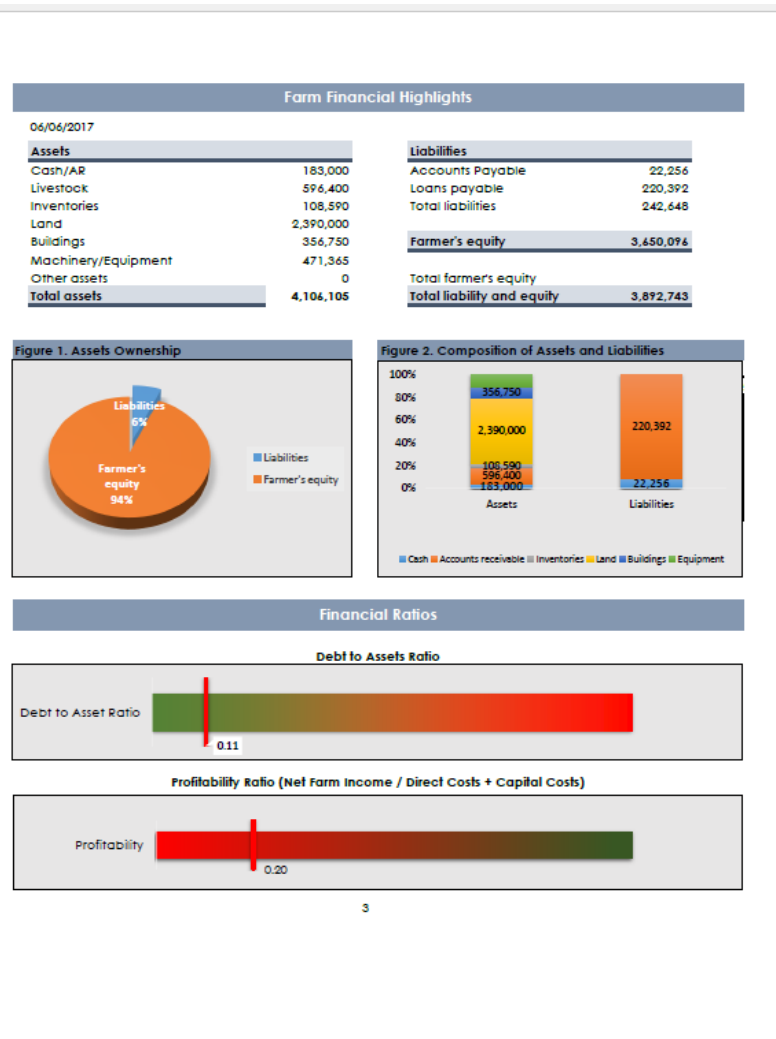 Farm Financial Highlights
06/06/2017
Assets
Cash/AR 183,000
Livestock 596,400
Inventories 108,590
Land 2,390,000
Buildings 356,750
Machinery/Equipment 471,365
Other assets 0
Total assets 4,106,105
Liabilities
Accounts Payable 22,256
Loans payable 220,392
Total liabilities 242,648
Farmer's equity 3,650,096
Total farmer's equity
Total liability and equity 3,892,743
Figure 1. Assets Ownership
Liabilities
6%
Farmer's
equity
94%
Liabilities
Farmer's equity
Figure 2. Composition of Assets and Liabilities
100%
80%
60%
40%
20%
0%
356,750
2,390,000
108,590
596,400
183,000
220,392
22,256
Assets
Liabilities
Cash Accounts receivable Inventories Land Buildings Equipment
Financial Ratios
Debt to Assets Ratio
Debt to Asset Ratio
0.11
Profitability Ratio (Net Farm Income / Direct Costs + Capital Costs)
Profitability
0.20
3